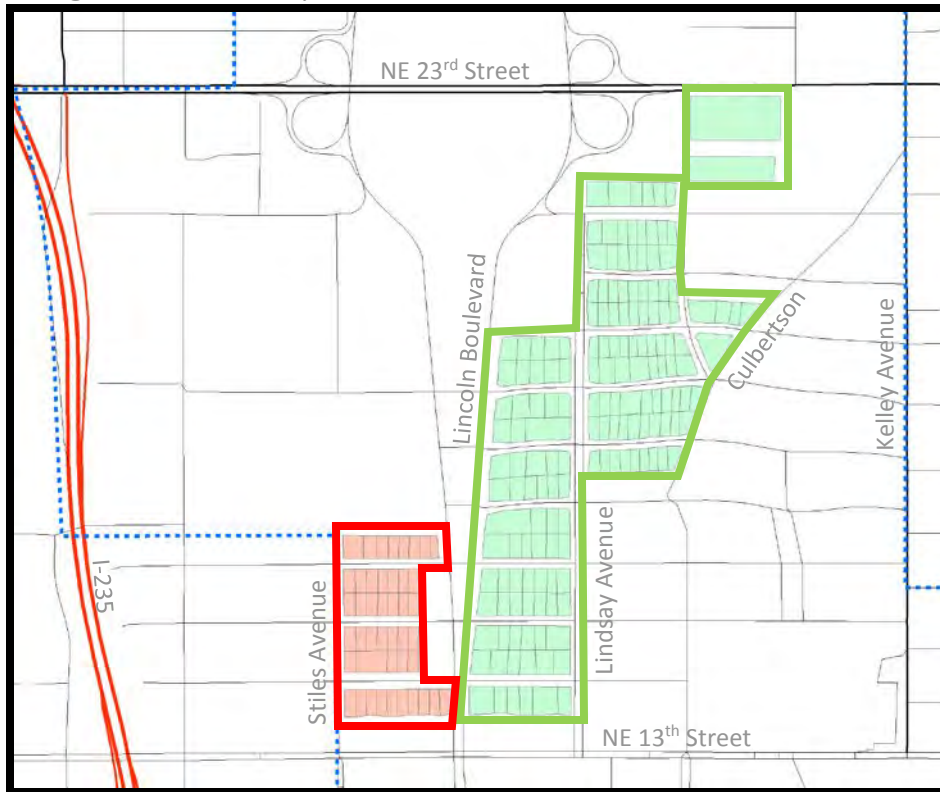 NE 23rd Street
Lincoln Boulevard
Culbertson
Kelley Avenue
I-235
Stiles Avenue
Lindsay Avenue
NE 13th Street